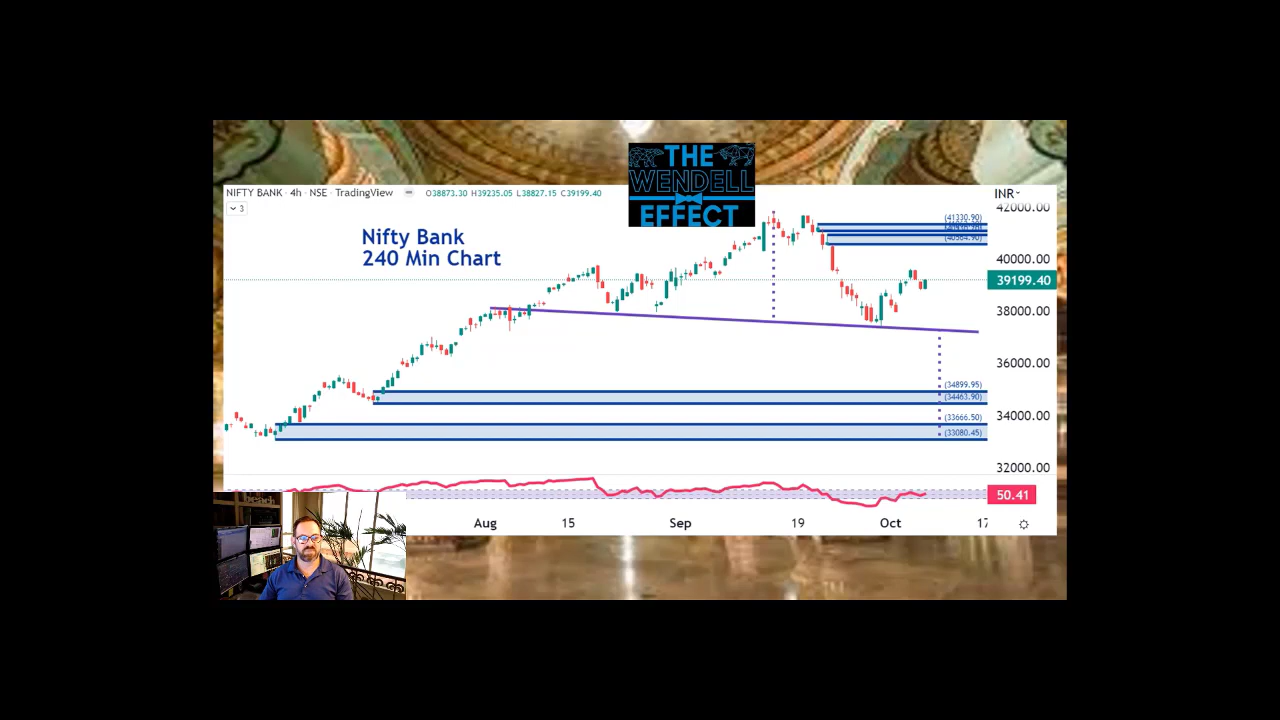 THE
WENDELL
EFFECT
NIFTY BANK · 4h · NSE · TradingView
O38873.30 H39235.05 L38827.15 C39199.40
INR
3
42000.00
(41330.90)
(40584.90)
Nifty Bank
240 Min Chart
40000.00
39199.40
38000.00
36000.00
(34899.95)
(34463.90)
34000.00
(33666.50)
(33080.45)
32000.00
50.41
Aug 15 Sep 19 Oct 17